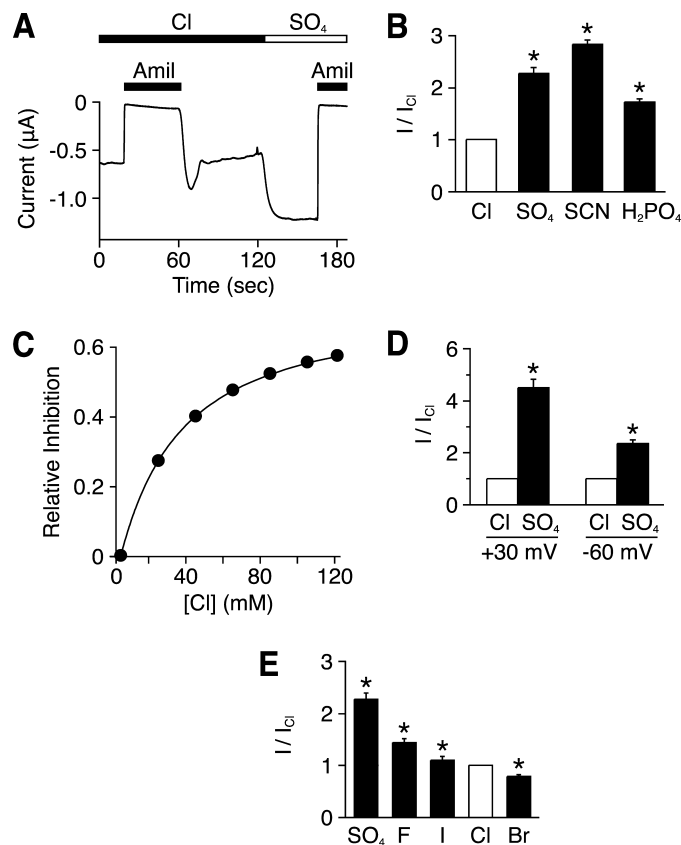 A
Cl SO₄
Amil Amil
0
-0.5
-1.0
Current (µA)
0 60 120 180
Time (sec)
B
3
2
1
0
I / I_Cl
Cl SO₄ SCN H₂PO₄
* * *
C
0.6
0.4
0.2
0
Relative Inhibition
0 40 80 120
[Cl] (mM)
D
6
4
2
0
I / I_Cl
* *
Cl SO₄ Cl SO₄
+30 mV -60 mV
E
3
2
1
0
I / I_Cl
* * * *
SO₄ F I Cl Br